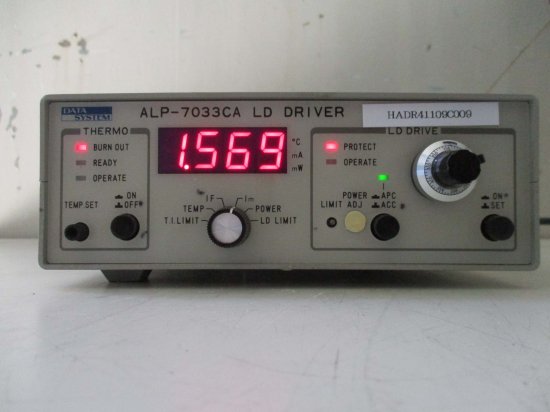 DATA
SYSTEM
ALP-7033CA LD DRIVER
HADR41109C009
THERMO
BURN OUT
READY
OPERATE
TEMP.SET
ON
OFF
1.569
°C
mA
mW
IF
Im
TEMP
POWER
T.I.LIMIT
LD LIMIT
LD DRIVE
PROTECT
OPERATE
POWER
LIMIT ADJ
APC
ACC
ON
SET